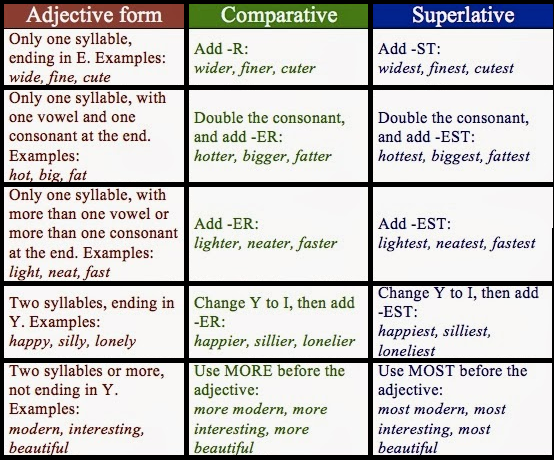 Adjective form
Comparative
Superlative
Only one syllable,
ending in E. Examples:
wide, fine, cute
Add -R:
wider, finer, cuter
Add -ST:
widest, finest, cutest
Only one syllable, with
one vowel and one
consonant at the end.
Examples:
hot, big, fat
Double the consonant,
and add -ER:
hotter, bigger, fatter
Double the consonant,
and add -EST:
hottest, biggest, fattest
Only one syllable, with
more than one vowel or
more than one consonant
at the end. Examples:
light, neat, fast
Add -ER:
lighter, neater, faster
Add -EST:
lightest, neatest, fastest
Two syllables, ending in
Y. Examples:
happy, silly, lonely
Change Y to I, then add
-ER:
happier, sillier, lonelier
Change Y to I, then add
-EST:
happiest, silliest,
loneliest
Two syllables or more,
not ending in Y.
Examples:
modern, interesting,
beautiful
Use MORE before the
adjective:
more modern, more
interesting, more
beautiful
Use MOST before the
adjective:
most modern, most
interesting, most
beautiful